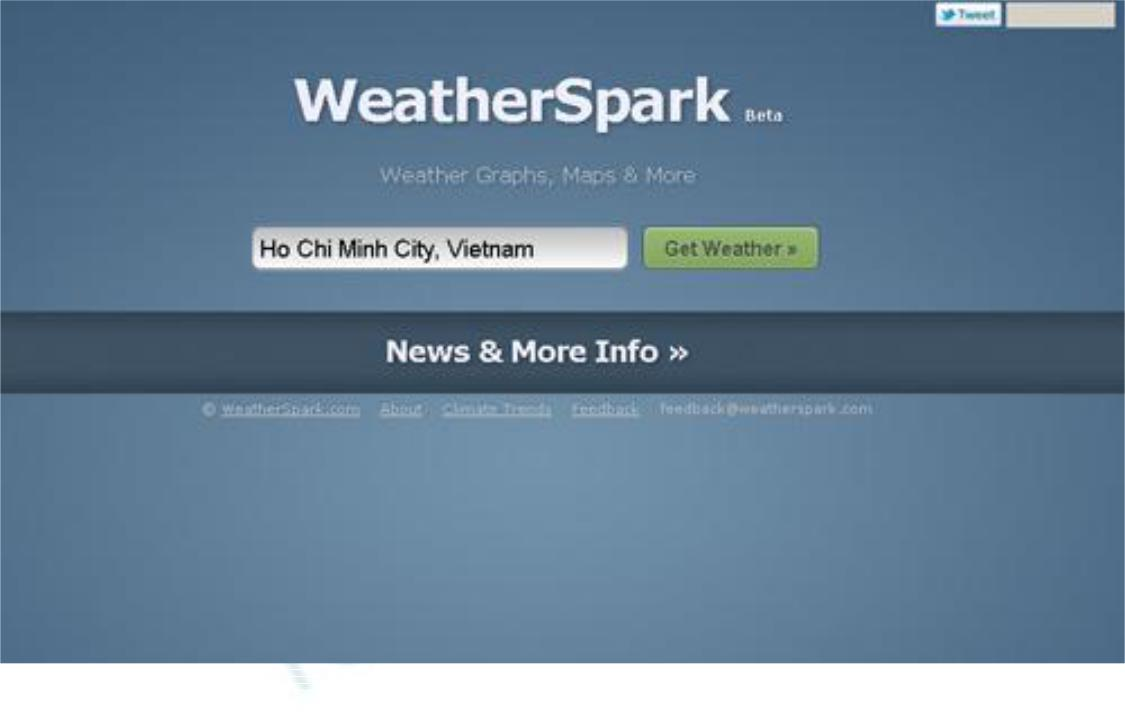 Tweet
WeatherSpark Beta
Weather Graphs, Maps & More
Ho Chi Minh City, Vietnam
Get Weather »
News & More Info »
© WeatherSpark.com About Climate Trends Feedback feedback@weatherspark.com